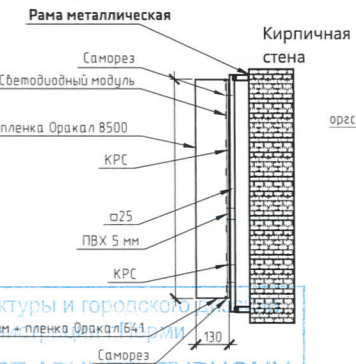 Рама металлическая
Кирпичная
стена
Саморез
Светодиодный модуль
пленка Оракал 8500
оргс
КРС
□25
ПВХ 5 мм
КРС
ктуры и городского
м + пленка Оракал 641
130
Саморез